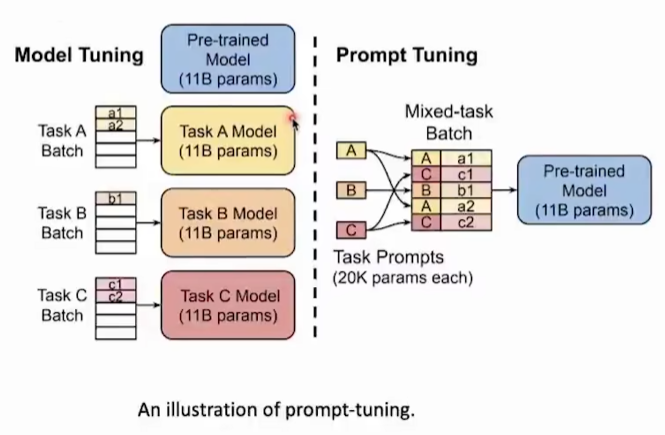 Model Tuning
Pre-trained
Model
(11B params)
Task A
Batch
a1
a2
Task A Model
(11B params)
Task B
Batch
b1
Task B Model
(11B params)
Task C
Batch
c1
c2
Task C Model
(11B params)
Prompt Tuning
Mixed-task
Batch
A
B
C
A a1
C c1
B b1
A a2
C c2
Task Prompts
(20K params each)
Pre-trained
Model
(11B params)
An illustration of prompt-tuning.